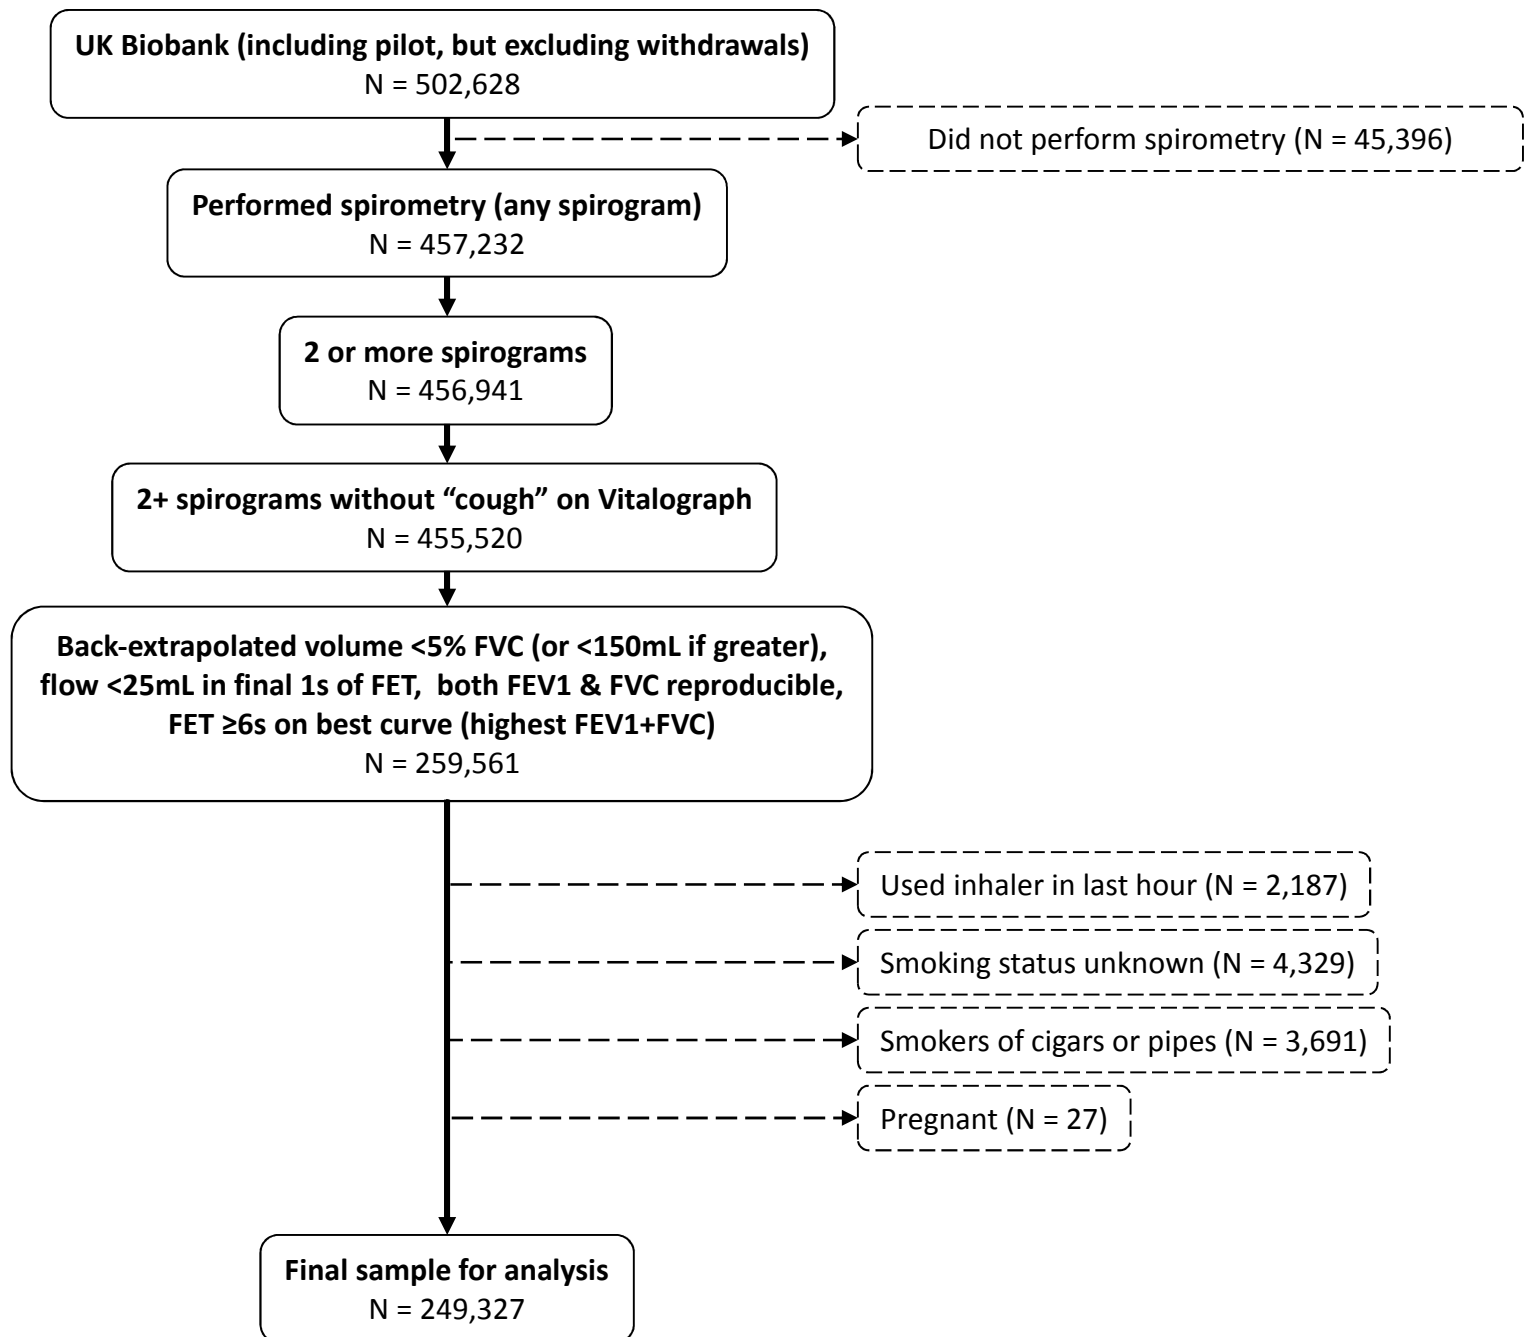 UK Biobank (including pilot, but excluding withdrawals)
N = 502,628
Did not perform spirometry (N = 45,396)
Performed spirometry (any spirogram)
N = 457,232
2 or more spirograms
N = 456,941
2+ spirograms without “cough” on Vitalograph
N = 455,520
Back-extrapolated volume <5% FVC (or <150mL if greater),
flow <25mL in final 1s of FET, both FEV1 & FVC reproducible,
FET ≥6s on best curve (highest FEV1+FVC)
N = 259,561
Used inhaler in last hour (N = 2,187)
Smoking status unknown (N = 4,329)
Smokers of cigars or pipes (N = 3,691)
Pregnant (N = 27)
Final sample for analysis
N = 249,327